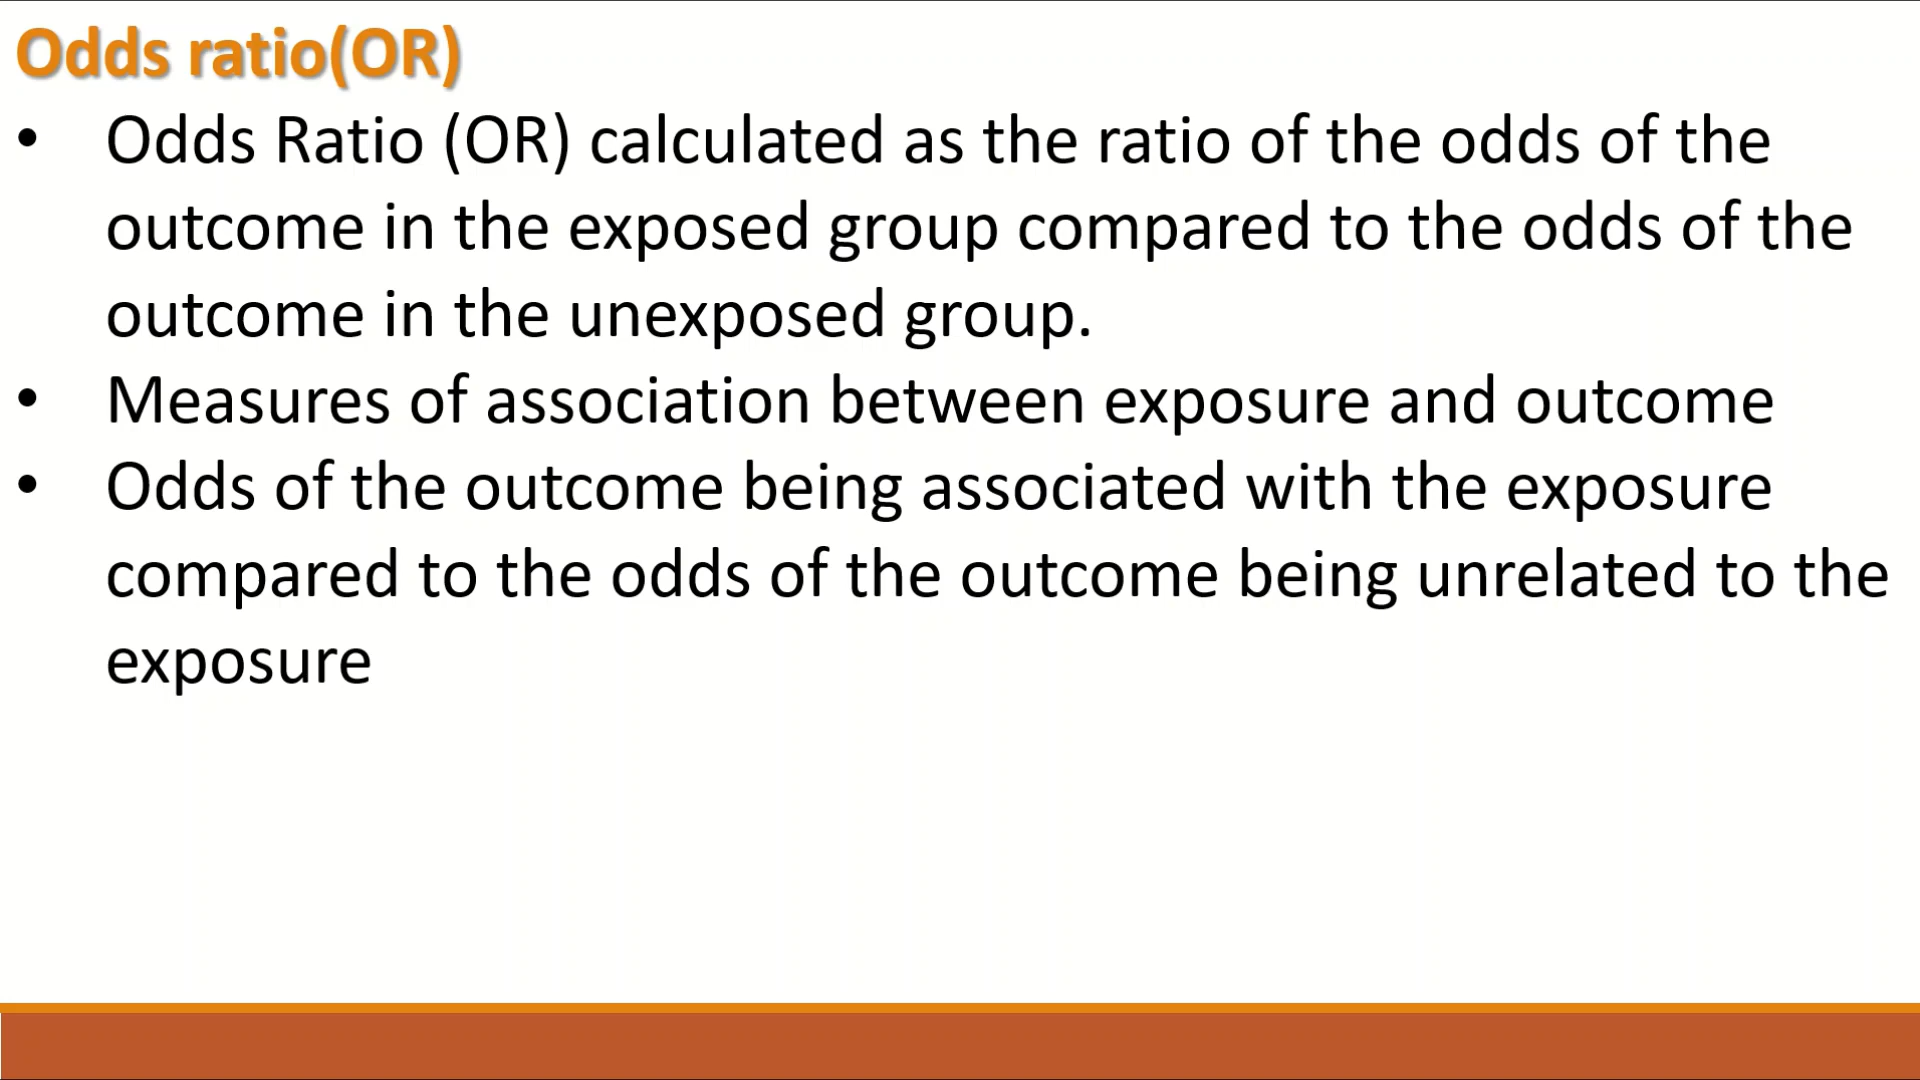 Odds ratio(OR)
• Odds Ratio (OR) calculated as the ratio of the odds of the
outcome in the exposed group compared to the odds of the
outcome in the unexposed group.
• Measures of association between exposure and outcome
• Odds of the outcome being associated with the exposure
compared to the odds of the outcome being unrelated to the
exposure